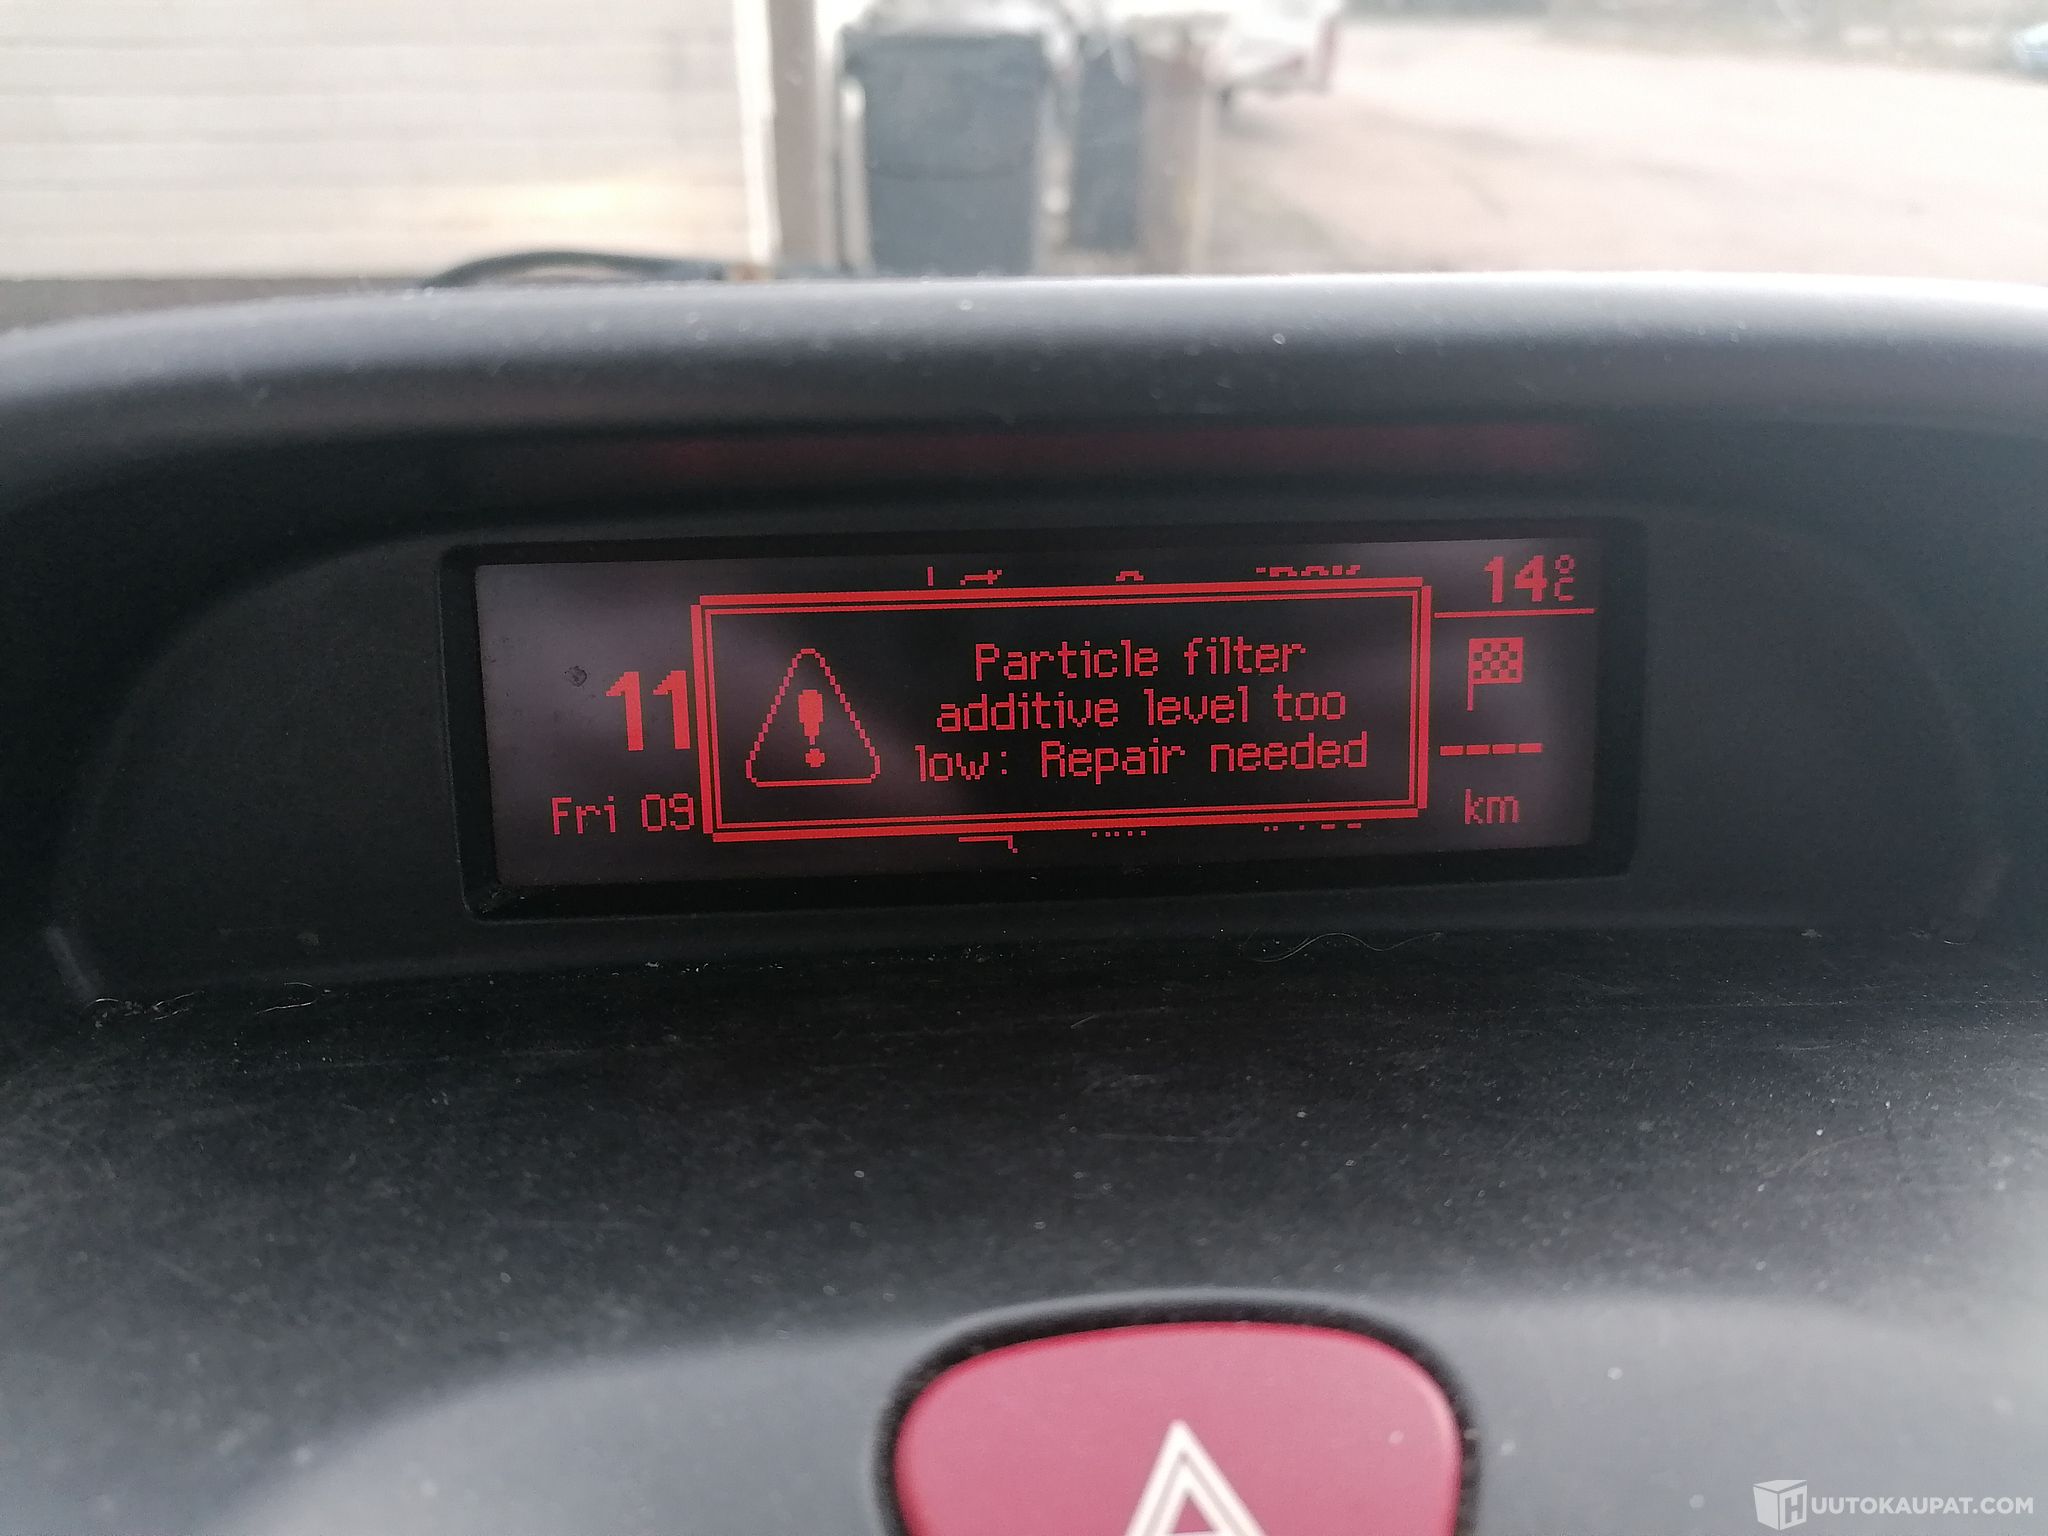 14°C
11
Fri 09
Particle filter
additive level too
low: Repair needed
----
km
HUUTOKAUPAT.COM